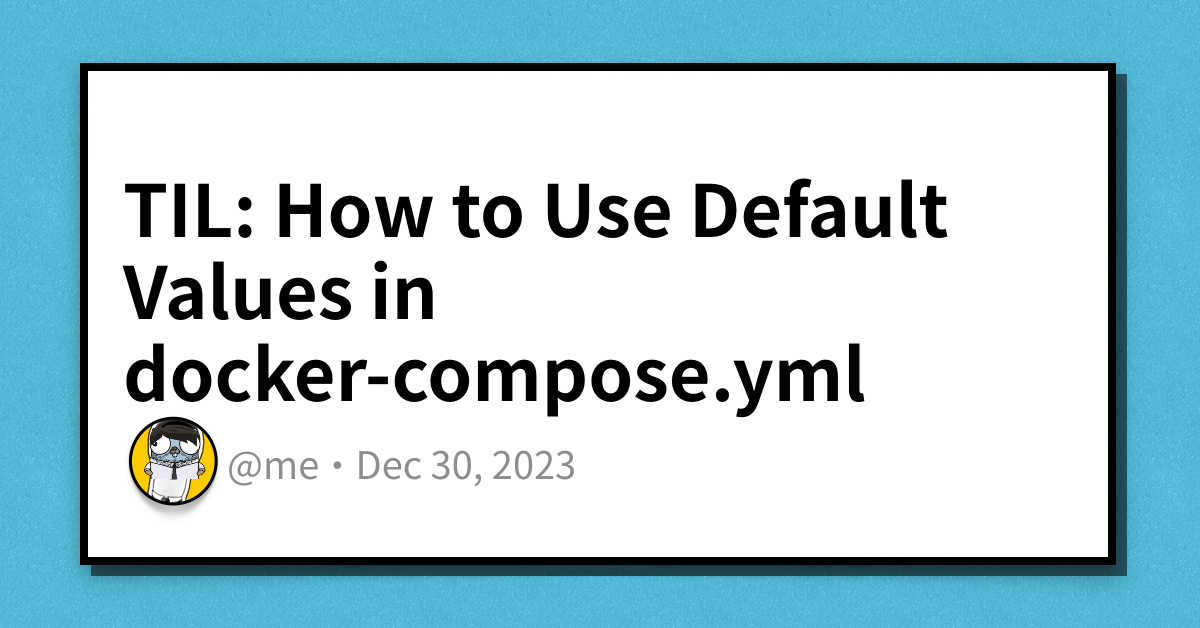 TIL: How to Use Default
Values in
docker-compose.yml
@me • Dec 30, 2023